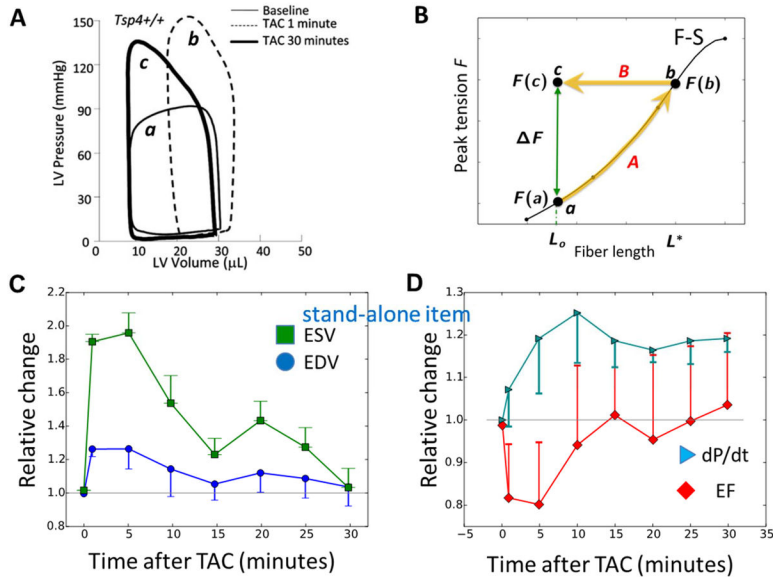 A
Tsp4+/+
Baseline
TAC 1 minute
TAC 30 minutes
LV Pressure (mmHg)
150
120
90
60
30
0
0
10
20
30
40
50
LV Volume (µL)
a
b
c
B
Peak tension F
F-S
c
B
b
F(c)
F(b)
ΔF
A
F(a)
a
Lo
L*
Fiber length
C
Relative change
2.2
2.0
1.8
1.6
1.4
1.2
1.0
0.8
0
5
10
15
20
25
30
Time after TAC (minutes)
stand-alone item
ESV
EDV
D
Relative change
1.3
1.2
1.1
1.0
0.9
0.8
−5
0
5
10
15
20
25
30
35
Time after TAC (minutes)
dP/dt
EF